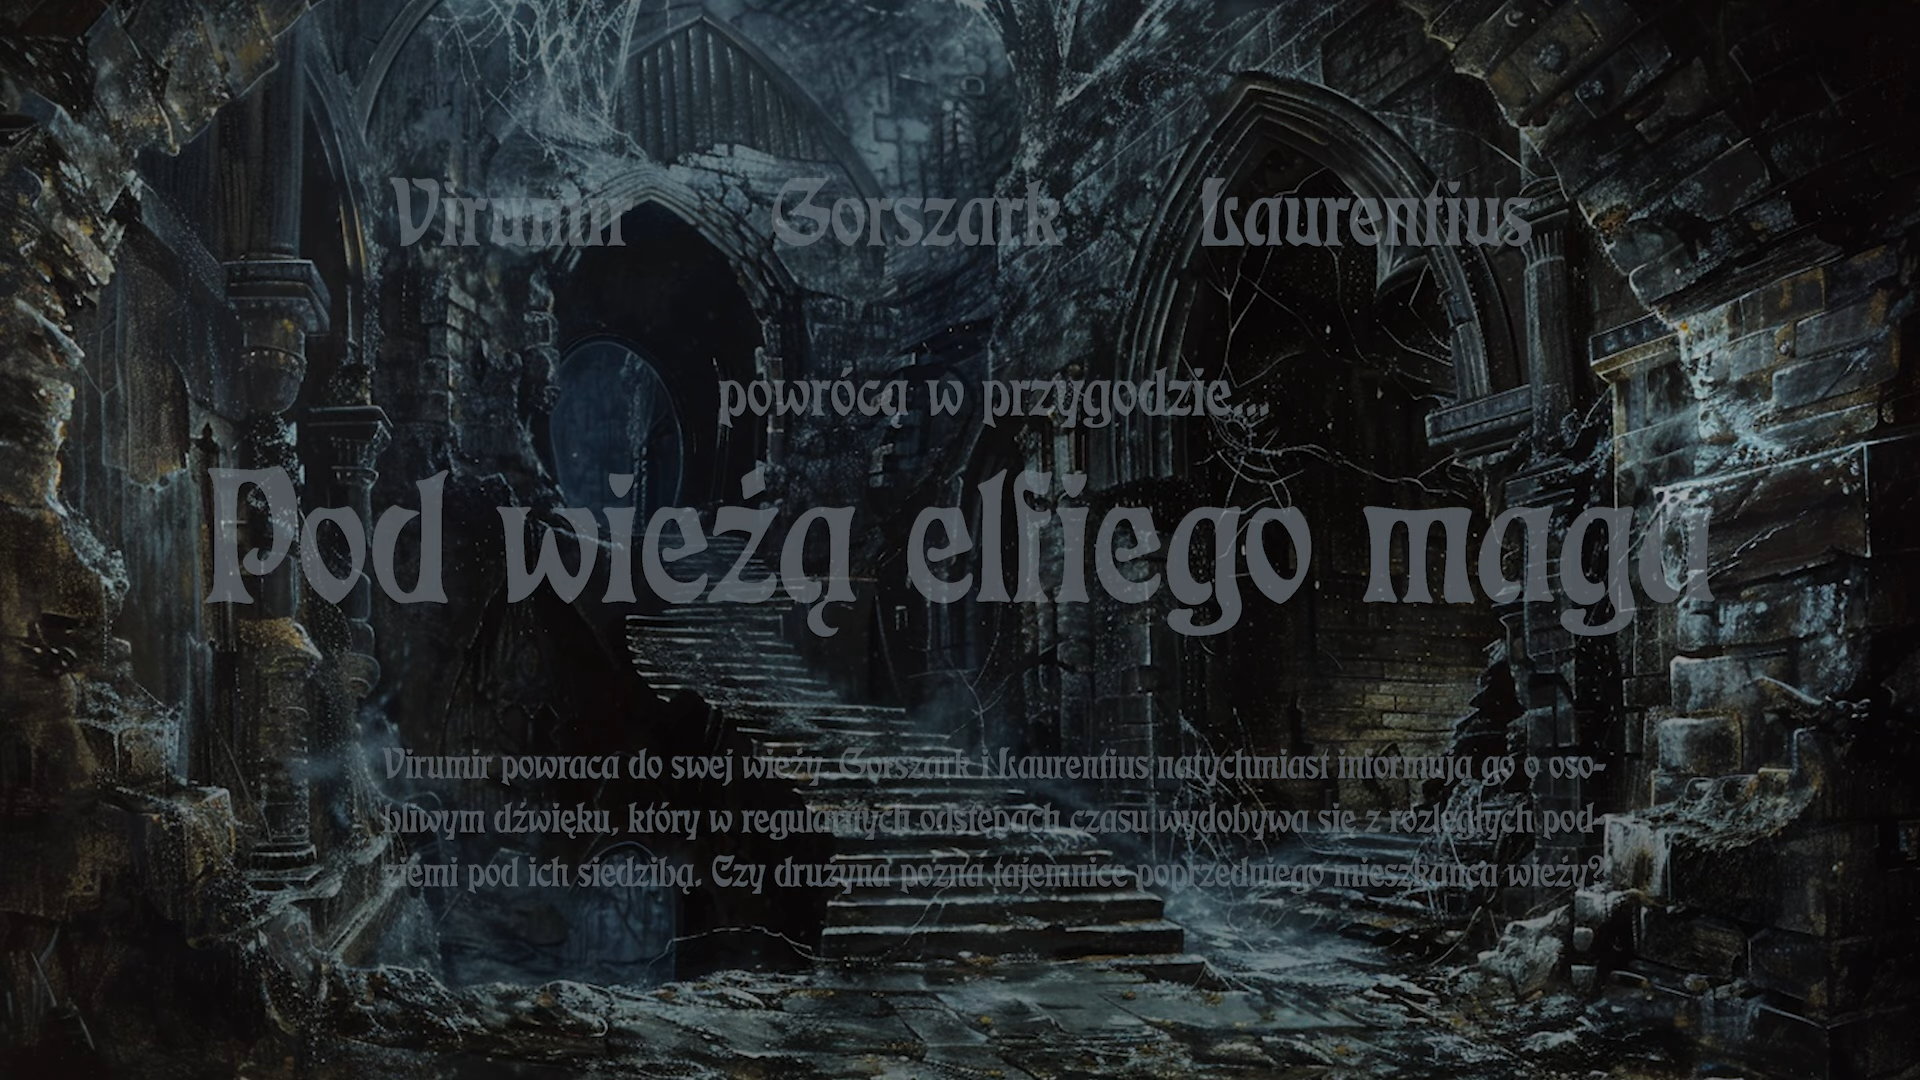 Virumir Gorszark Laurentius
powrócą w przygodzie...
Pod wieżą elfiego maga
Virumir powraca do swej wieży. Gorszark i Laurentius natychmiast informują go o oso-
bliwym dźwięku, który w regularnych odstępach czasu wydobywa się z rozległych pod-
ziemi pod ich siedzibą. Czy drużyna pozna tajemnice poprzedniego mieszkańca wieży?